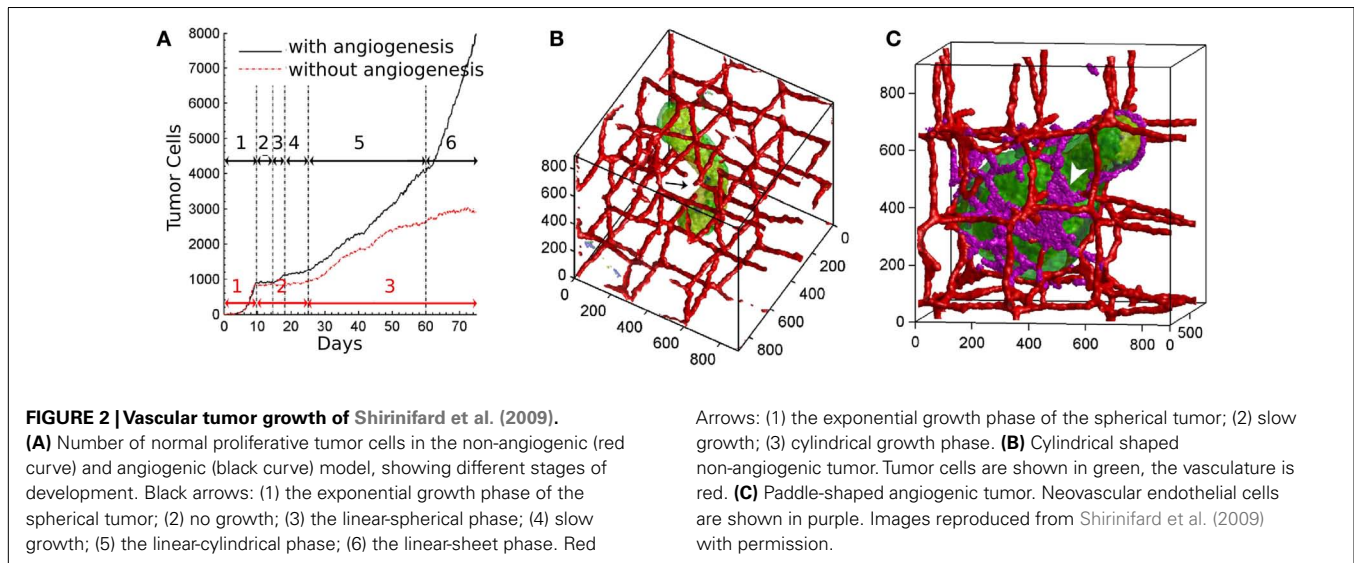 A
with angiogenesis
without angiogenesis
8000
7000
6000
5000
4000
3000
2000
1000
0
Tumor Cells
1 2 3 4 5 6
1 2 3
0 10 20 30 40 50 60 70
Days
B
800
600
400
200
0
0
200
400
600
800
0
200
400
600
800
C
800
600
400
200
0
0 200 400 600 800 0
500
FIGURE 2 | Vascular tumor growth of Shirinifard et al. (2009).
(A) Number of normal proliferative tumor cells in the non-angiogenic (red
curve) and angiogenic (black curve) model, showing different stages of
development. Black arrows: (1) the exponential growth phase of the
spherical tumor; (2) no growth; (3) the linear-spherical phase; (4) slow
growth; (5) the linear-cylindrical phase; (6) the linear-sheet phase. Red
Arrows: (1) the exponential growth phase of the spherical tumor; (2) slow
growth; (3) cylindrical growth phase. (B) Cylindrical shaped
non-angiogenic tumor. Tumor cells are shown in green, the vasculature is
red. (C) Paddle-shaped angiogenic tumor. Neovascular endothelial cells
are shown in purple. Images reproduced from Shirinifard et al. (2009)
with permission.